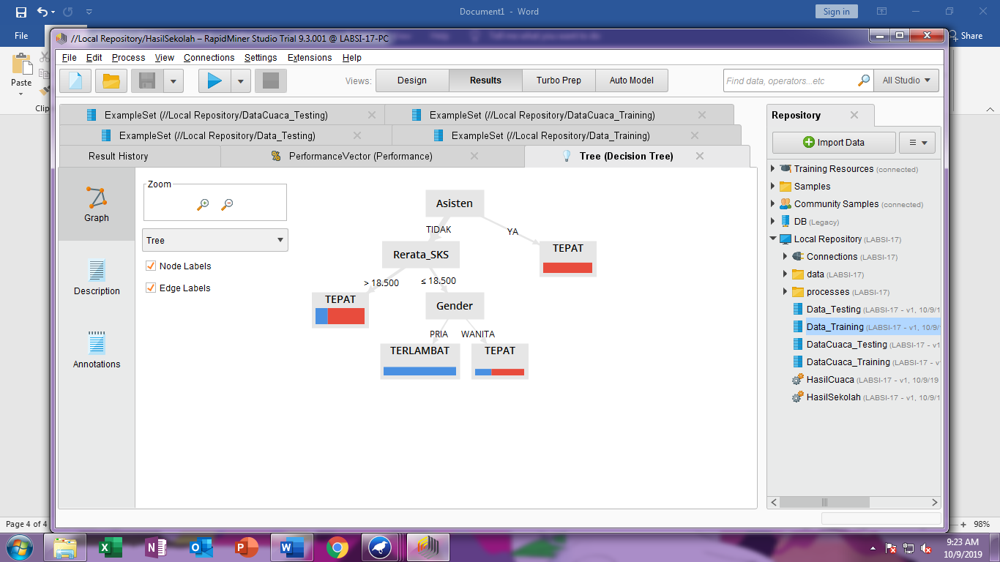 Document1 - Word
Sign in
File
Share
Paste
Clip
//Local Repository/HasilSekolah – RapidMiner Studio Trial 9.3.001 @ LABSI-17-PC
File Edit Process View Connections Settings Extensions Help
Views: Design Results Turbo Prep Auto Model
Find data, operators...etc
All Studio
ExampleSet (//Local Repository/DataCuaca_Testing)
ExampleSet (//Local Repository/DataCuaca_Training)
ExampleSet (//Local Repository/Data_Testing)
ExampleSet (//Local Repository/Data_Training)
Result History
PerformanceVector (Performance)
Tree (Decision Tree)
Graph
Description
Annotations
Zoom
Tree
Node Labels
Edge Labels
Asisten
TIDAK
YA
Rerata_SKS
TEPAT
> 18.500
≤ 18.500
TEPAT
Gender
PRIA
WANITA
TERLAMBAT
TEPAT
Repository
Import Data
Training Resources (connected)
Samples
Community Samples (connected)
DB (Legacy)
Local Repository (LABSI-17)
Connections (LABSI-17)
data (LABSI-17)
processes (LABSI-17)
Data_Testing (LABSI-17 - v1, 10/9/1
Data_Training (LABSI-17 - v1, 10/9/
DataCuaca_Testing (LABSI-17 - v1
DataCuaca_Training (LABSI-17 - v
HasilCuaca (LABSI-17 - v1, 10/9/19
HasilSekolah (LABSI-17 - v1, 10/9/1
Page 4 of 4
98%
9:23 AM
10/9/2019